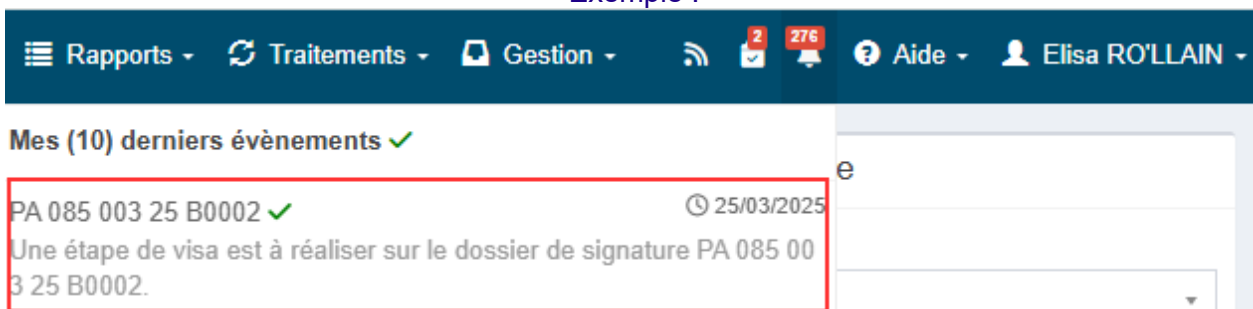 Exemple :
Rapports Traitements Gestion 2 276 Aide Elisa RO'LLAIN
Mes (10) derniers évènements
e
PA 085 003 25 B0002 25/03/2025
Une étape de visa est à réaliser sur le dossier de signature PA 085 00
3 25 B0002.